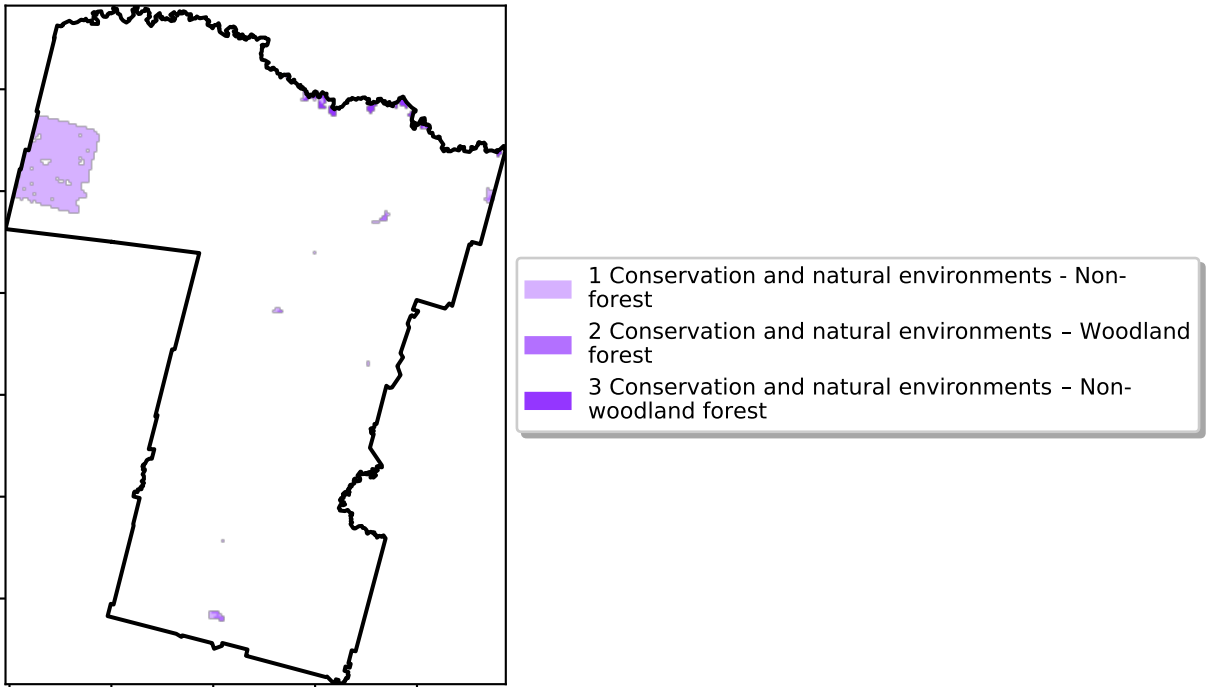 1 Conservation and natural environments - Non-
forest
2 Conservation and natural environments – Woodland
forest
3 Conservation and natural environments – Non-
woodland forest